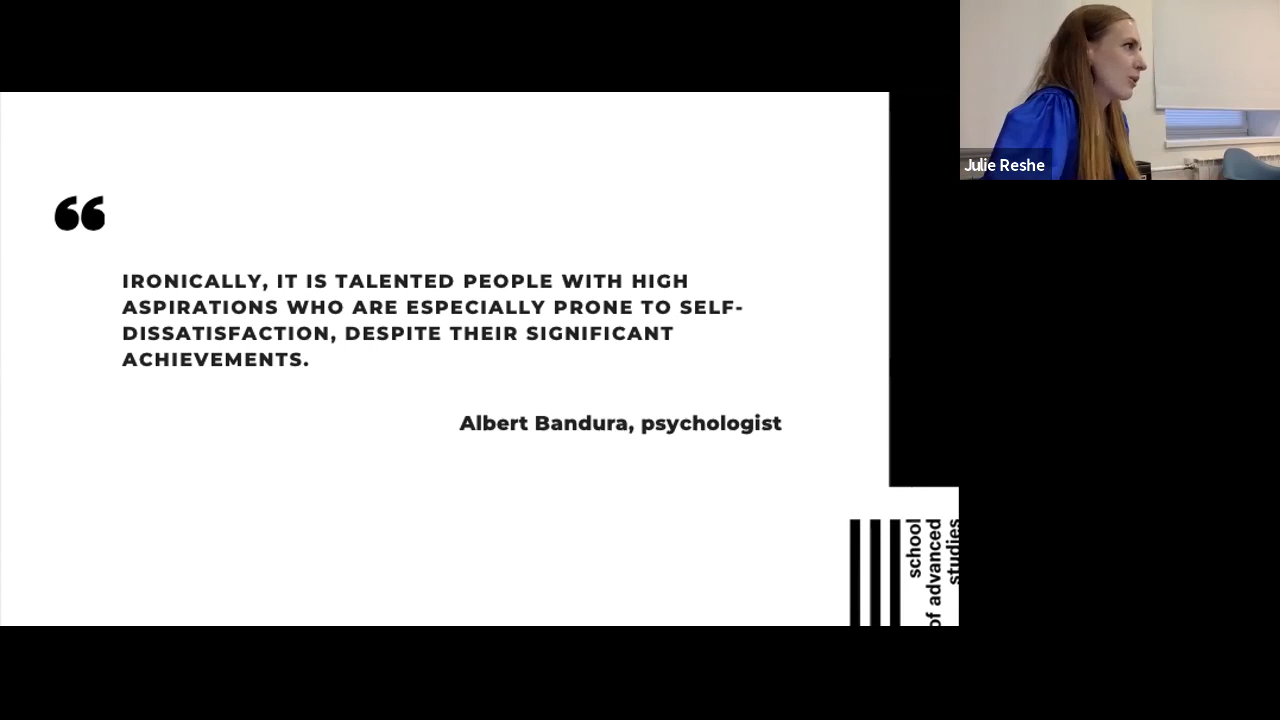 “
IRONICALLY, IT IS TALENTED PEOPLE WITH HIGH
ASPIRATIONS WHO ARE ESPECIALLY PRONE TO SELF-
DISSATISFACTION, DESPITE THEIR SIGNIFICANT
ACHIEVEMENTS.
Albert Bandura, psychologist
school
of advanced
studies
Julie Reshe